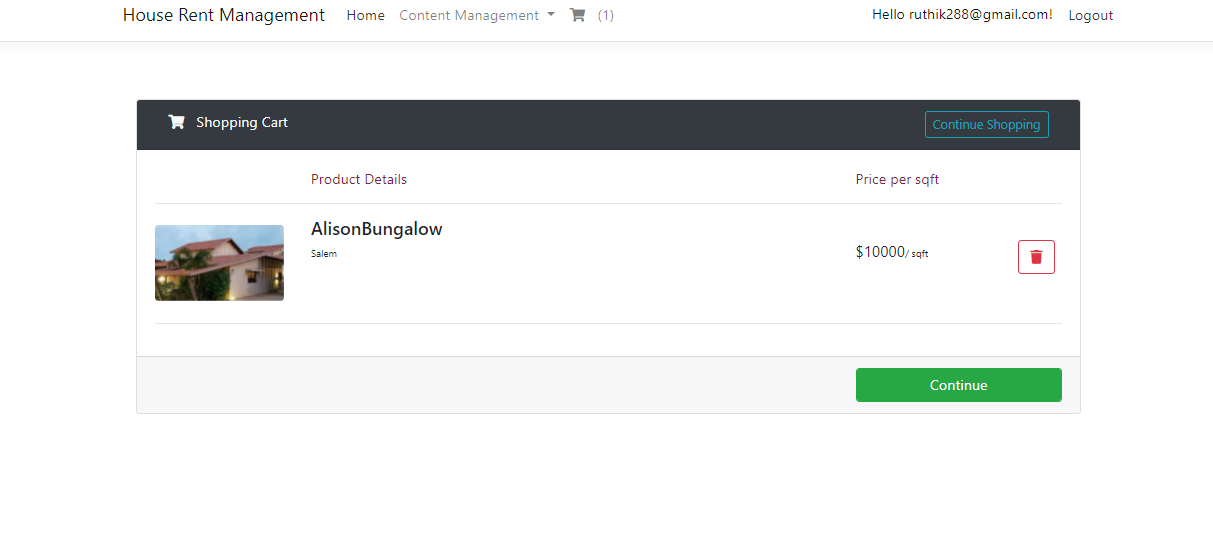 House Rent Management Home Content Management (1) Hello ruthik288@gmail.com! Logout
Shopping Cart Continue Shopping
Product Details Price per sqft
AlisonBungalow
Salem
$10000/ sqft
Continue